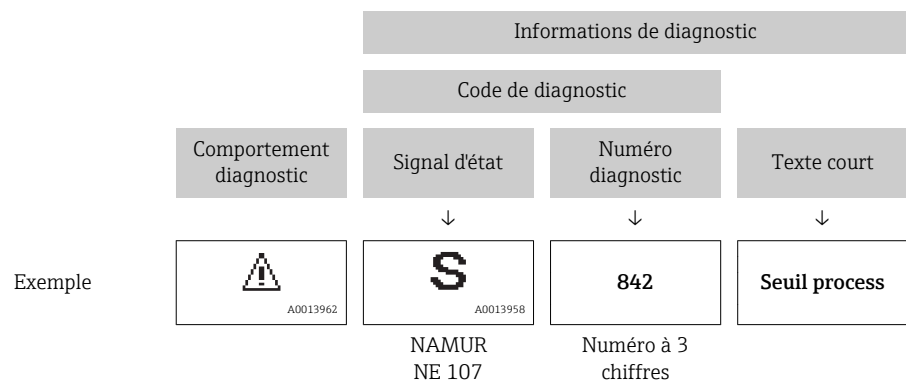 Informations de diagnostic
Code de diagnostic
Comportement
diagnostic
Signal d'état
Numéro
diagnostic
Texte court
↓
↓
↓
Exemple
A0013962
S
A0013958
842
Seuil process
NAMUR
NE 107
Numéro à 3
chiffres